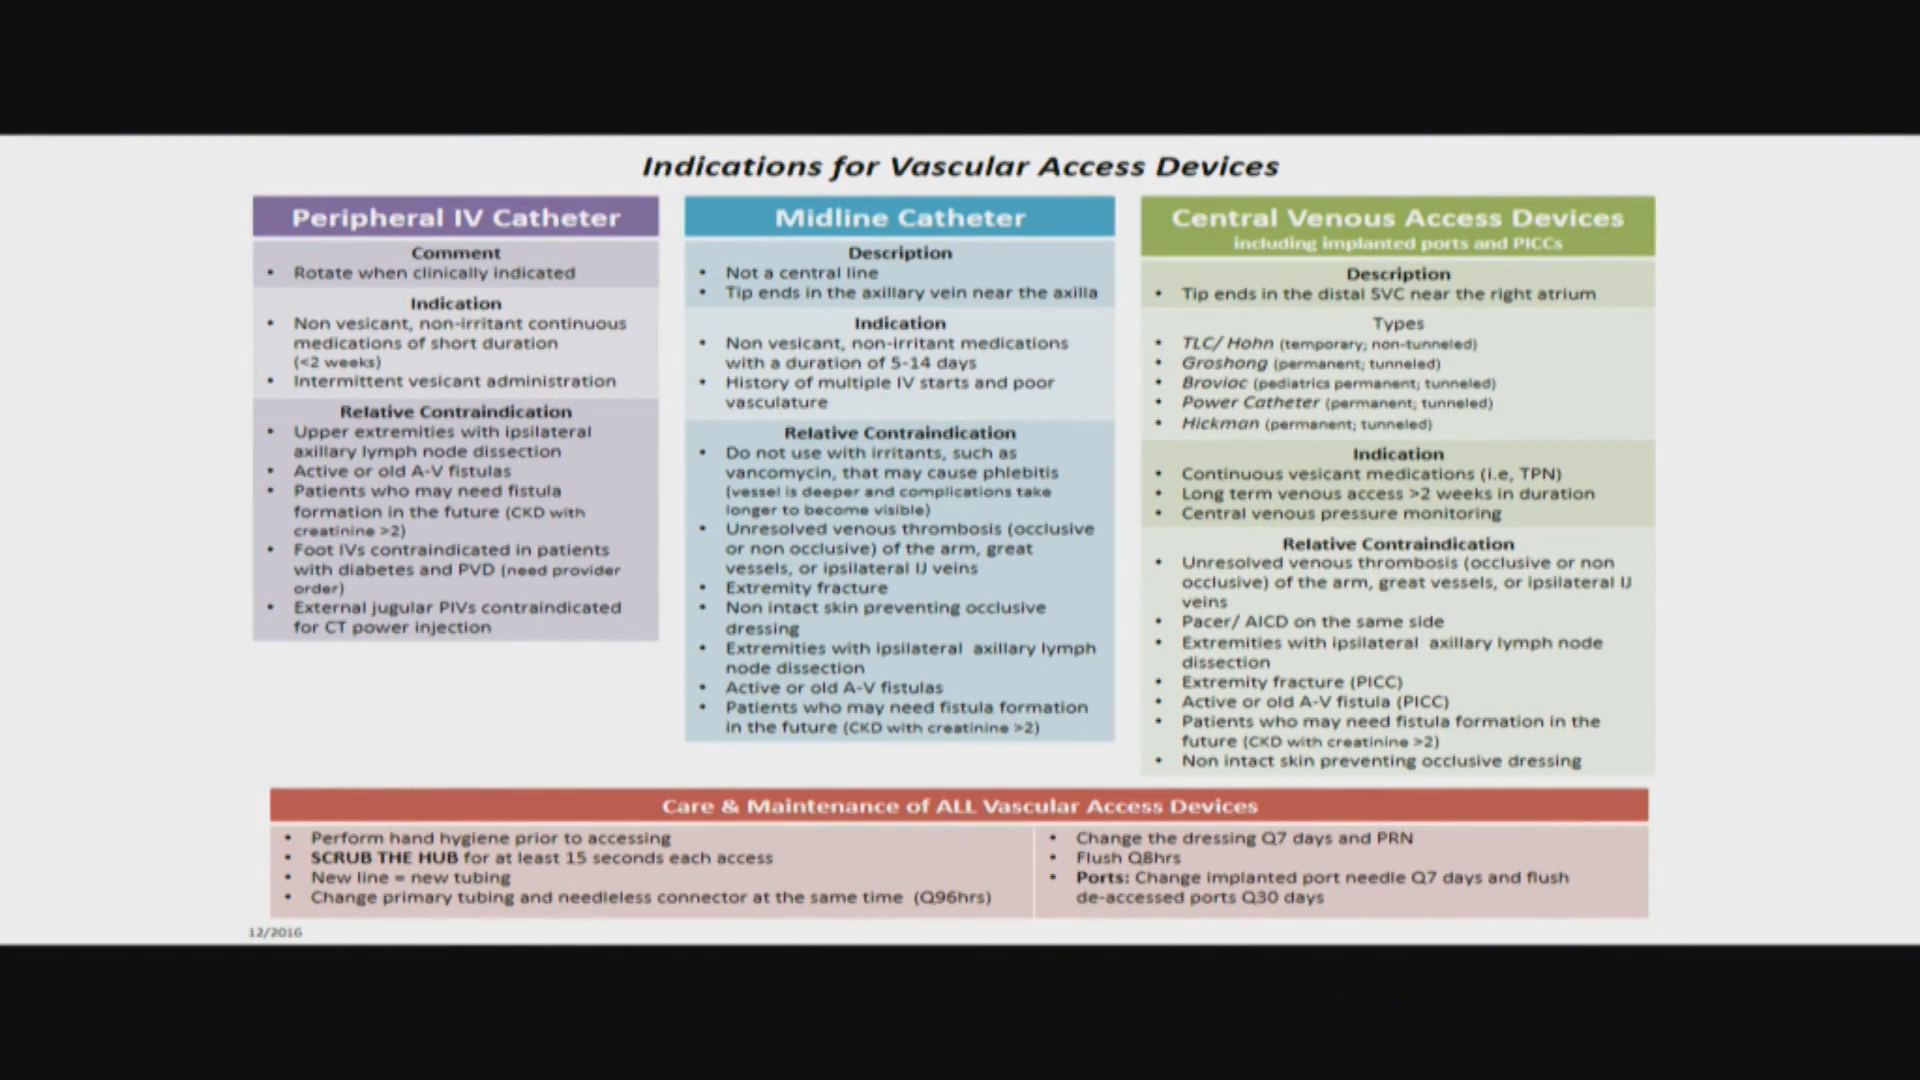 Indications for Vascular Access Devices
Peripheral IV Catheter
Comment
• Rotate when clinically indicated
Indication
• Non vesicant, non-irritant continuous
medications of short duration
(<2 weeks)
• Intermittent vesicant administration
Relative Contraindication
• Upper extremities with ipsilateral
axillary lymph node dissection
• Active or old A-V fistulas
• Patients who may need fistula
formation in the future (CKD with
creatinine >2)
• Foot IVs contraindicated in patients
with diabetes and PVD (need provider
order)
• External jugular PIVs contraindicated
for CT power injection
Midline Catheter
Description
• Not a central line
• Tip ends in the axillary vein near the axilla
Indication
• Non vesicant, non-irritant medications
with a duration of 5-14 days
• History of multiple IV starts and poor
vasculature
Relative Contraindication
• Do not use with irritants, such as
vancomycin, that may cause phlebitis
(vessel is deeper and complications take
longer to become visible)
• Unresolved venous thrombosis (occlusive
or non occlusive) of the arm, great
vessels, or ipsilateral IJ veins
• Extremity fracture
• Non intact skin preventing occlusive
dressing
• Extremities with ipsilateral axillary lymph
node dissection
• Active or old A-V fistulas
• Patients who may need fistula formation
in the future (CKD with creatinine >2)
Central Venous Access Devices
including implanted ports and PICCs
Description
• Tip ends in the distal SVC near the right atrium
Types
• TLC/ Hohn (temporary; non-tunneled)
• Groshong (permanent; tunneled)
• Broviac (pediatrics permanent; tunneled)
• Power Catheter (permanent; tunneled)
• Hickman (permanent; tunneled)
Indication
• Continuous vesicant medications (i.e, TPN)
• Long term venous access >2 weeks in duration
• Central venous pressure monitoring
Relative Contraindication
• Unresolved venous thrombosis (occlusive or non
occlusive) of the arm, great vessels, or ipsilateral IJ
veins
• Pacer/ AICD on the same side
• Extremities with ipsilateral axillary lymph node
dissection
• Extremity fracture (PICC)
• Active or old A-V fistula (PICC)
• Patients who may need fistula formation in the
future (CKD with creatinine >2)
• Non intact skin preventing occlusive dressing
Care & Maintenance of ALL Vascular Access Devices
• Perform hand hygiene prior to accessing
• SCRUB THE HUB for at least 15 seconds each access
• New line = new tubing
• Change primary tubing and needleless connector at the same time (Q96hrs)
• Change the dressing Q7 days and PRN
• Flush Q8hrs
• Ports: Change implanted port needle Q7 days and flush
de-accessed ports Q30 days
12/2016